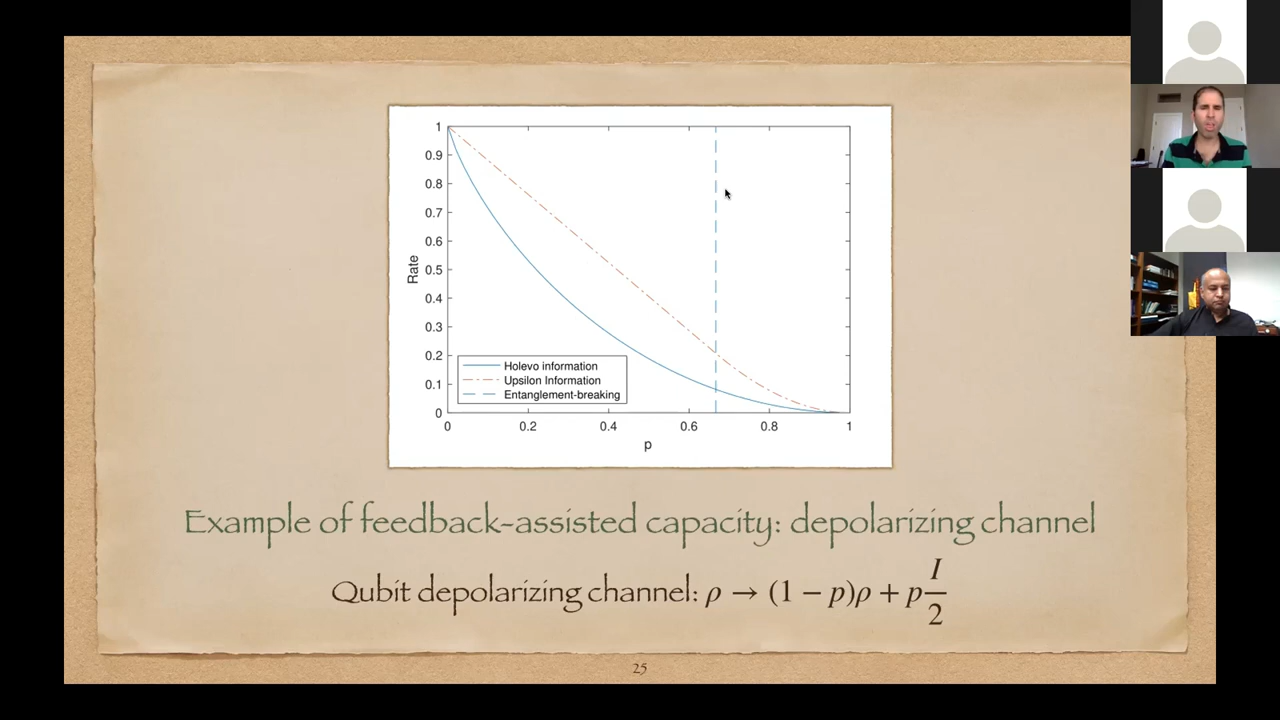 1
0.9
0.8
0.7
0.6
0.5
0.4
0.3
0.2
0.1
0
Rate
Holevo information
Upsilon Information
Entanglement-breaking
0 0.2 0.4 0.6 0.8 1
p
Example of feedback-assisted capacity: depolarizing channel
Qubit depolarizing channel: ρ → (1 − p)ρ + p I/2
25